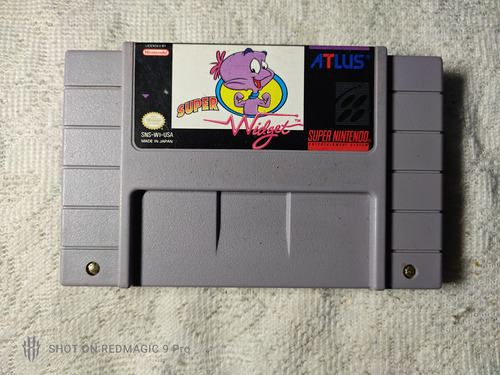 LICENSED BY
Nintendo
ATLUS®
SUPER
Widget™
SNS-WI-USA
MADE IN JAPAN
SUPER NINTENDO
ENTERTAINMENT SYSTEM
SHOT ON REDMAGIC 9 Pro